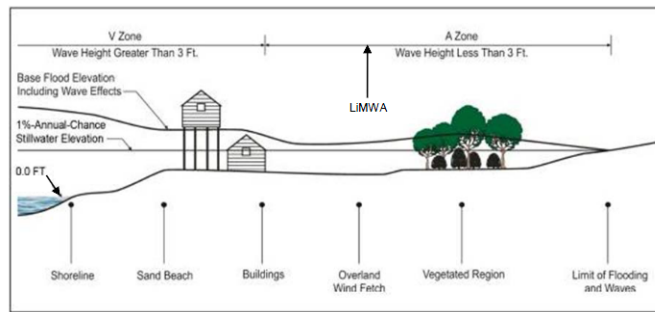 V Zone
Wave Height Greater Than 3 Ft.
A Zone
Wave Height Less Than 3 Ft.
LiMWA
Base Flood Elevation
Including Wave Effects
1%-Annual-Chance
Stillwater Elevation
0.0 FT
Shoreline
Sand Beach
Buildings
Overland
Wind Fetch
Vegetated Region
Limit of Flooding
and Waves